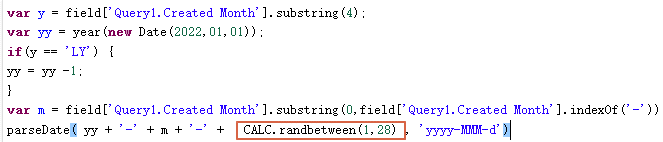 var y = field['Query1.Created Month'].substring(4);
var yy = year(new Date(2022,01,01));
if(y == 'LY') {
yy = yy -1;
}
var m = field['Query1.Created Month'].substring(0,field['Query1.Created Month'].indexOf('-'))
parseDate( yy + '-' + m + '-' + CALC.randbetween(1,28) , 'yyyy-MMM-d')